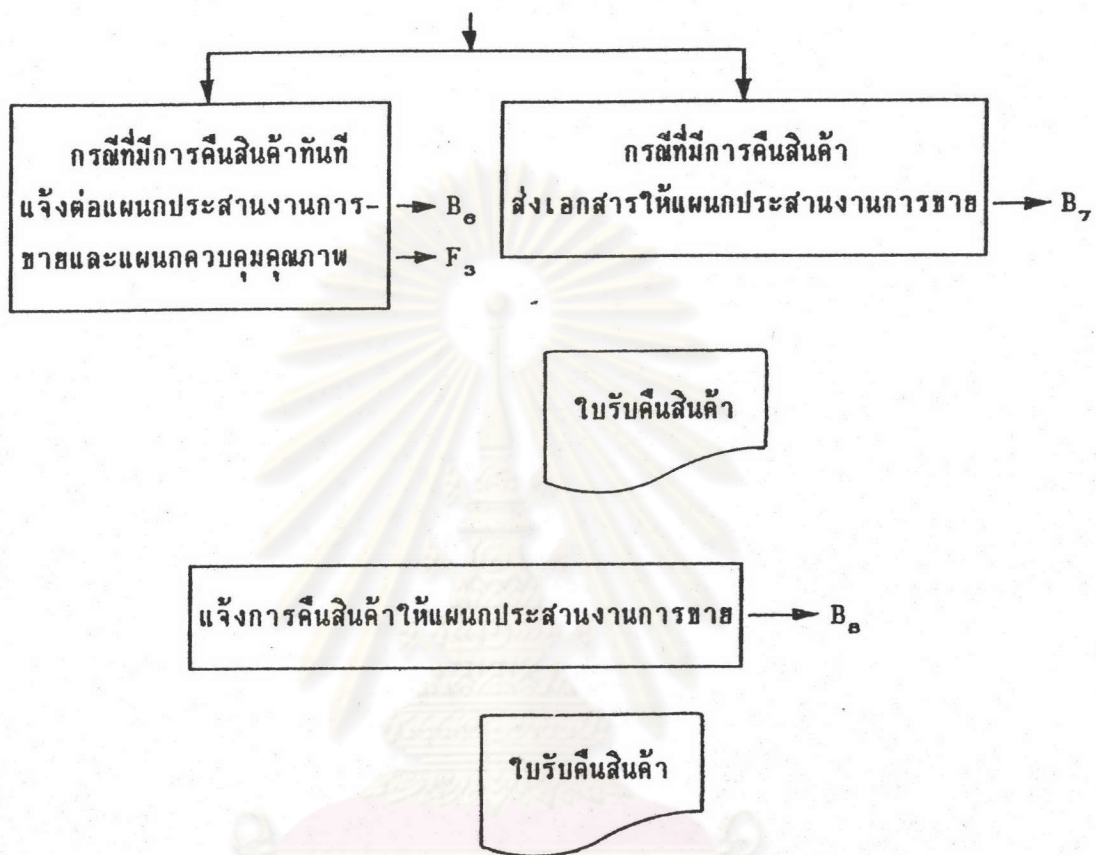 กรณีที่มีการคืนสินค้าทันที
แจ้งต่อแผนกประสานงานการ-
ขายและแผนกควบคุมคุณภาพ
B₆
F₃
กรณีที่มีการคืนสินค้า
ส่งเอกสารให้แผนกประสานงานการขาย
B₇
ใบรับคืนสินค้า
แจ้งการคืนสินค้าให้แผนกประสานงานการขาย
B₈
ใบรับคืนสินค้า